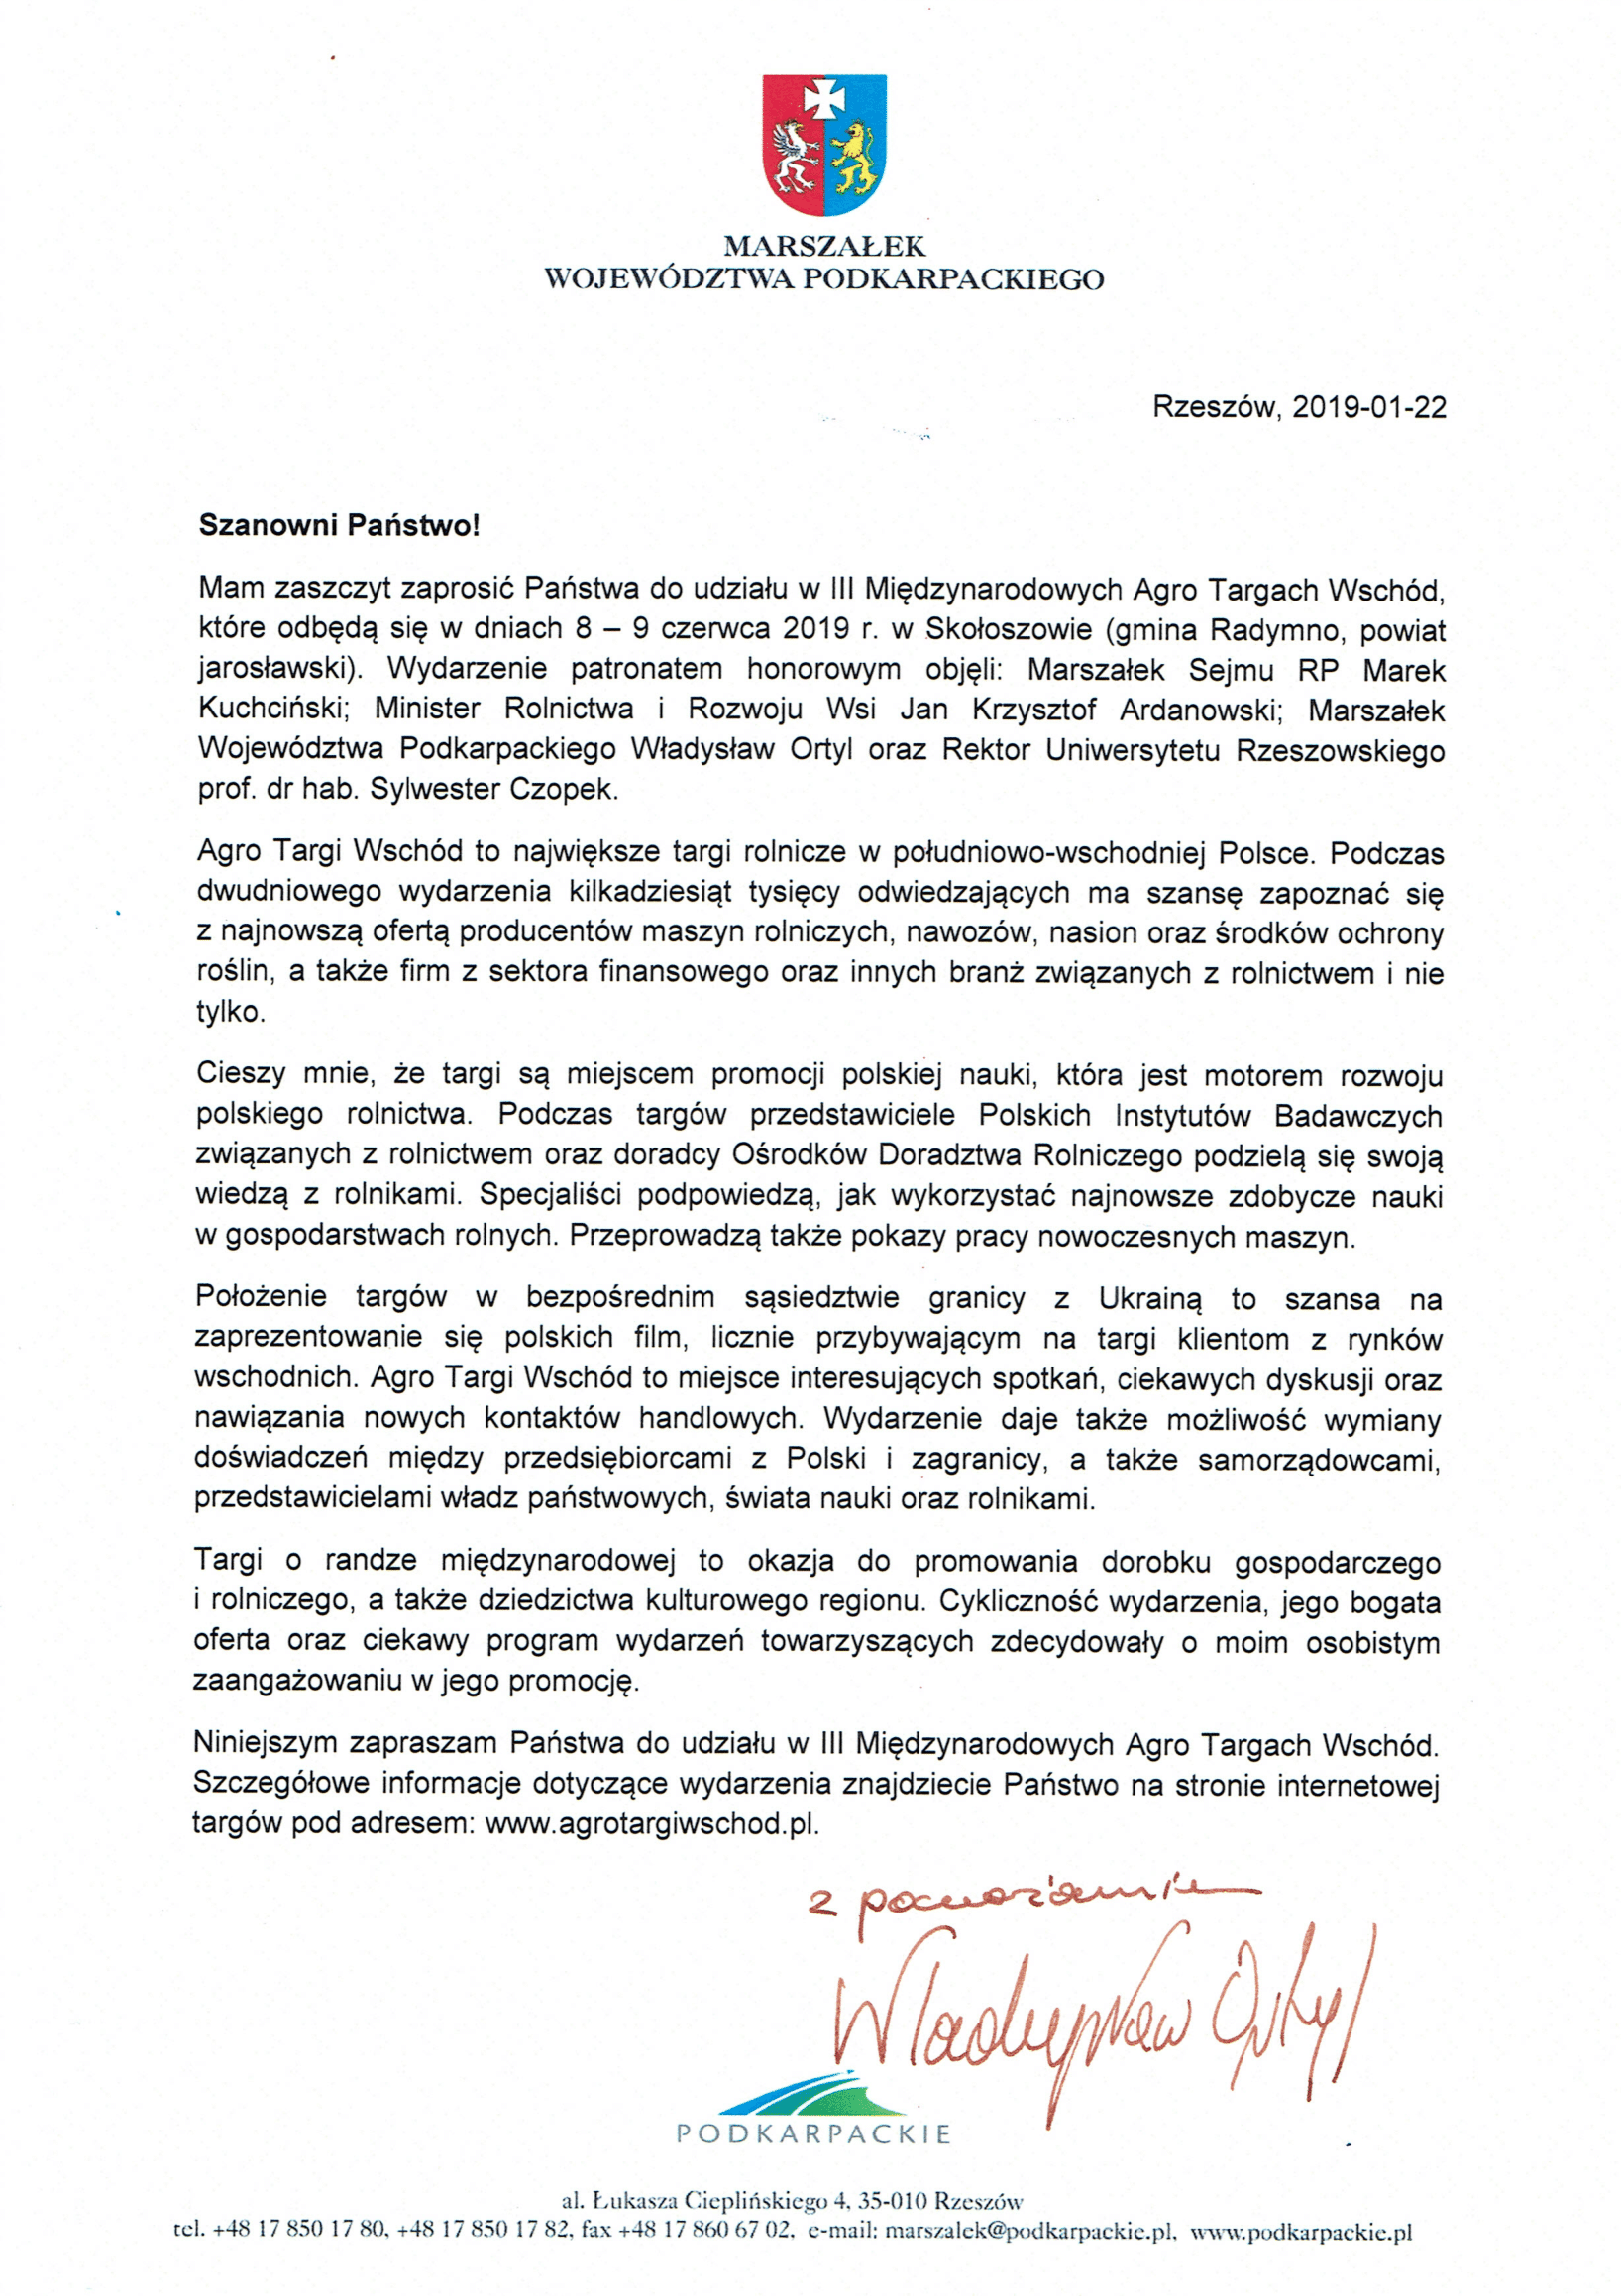 MARSZAŁEK
WOJEWÓDZTWA PODKARPACKIEGO
Rzeszów, 2019-01-22
Szanowni Państwo!
Mam zaszczyt zaprosić Państwa do udziału w III Międzynarodowych Agro Targach Wschód,
które odbędą się w dniach 8 – 9 czerwca 2019 r. w Skołoszowie (gmina Radymno, powiat
jarosławski). Wydarzenie patronatem honorowym objęli: Marszałek Sejmu RP Marek
Kuchciński; Minister Rolnictwa i Rozwoju Wsi Jan Krzysztof Ardanowski; Marszałek
Województwa Podkarpackiego Władysław Ortyl oraz Rektor Uniwersytetu Rzeszowskiego
prof. dr hab. Sylwester Czopek.
Agro Targi Wschód to największe targi rolnicze w południowo-wschodniej Polsce. Podczas
dwudniowego wydarzenia kilkadziesiąt tysięcy odwiedzających ma szansę zapoznać się
z najnowszą ofertą producentów maszyn rolniczych, nawozów, nasion oraz środków ochrony
roślin, a także firm z sektora finansowego oraz innych branż związanych z rolnictwem i nie
tylko.
Cieszy mnie, że targi są miejscem promocji polskiej nauki, która jest motorem rozwoju
polskiego rolnictwa. Podczas targów przedstawiciele Polskich Instytutów Badawczych
związanych z rolnictwem oraz doradcy Ośrodków Doradztwa Rolniczego podzielą się swoją
wiedzą z rolnikami. Specjaliści podpowiedzą, jak wykorzystać najnowsze zdobycze nauki
w gospodarstwach rolnych. Przeprowadzą także pokazy pracy nowoczesnych maszyn.
Położenie targów w bezpośrednim sąsiedztwie granicy z Ukrainą to szansa na
zaprezentowanie się polskich film, licznie przybywającym na targi klientom z rynków
wschodnich. Agro Targi Wschód to miejsce interesujących spotkań, ciekawych dyskusji oraz
nawiązania nowych kontaktów handlowych. Wydarzenie daje także możliwość wymiany
doświadczeń między przedsiębiorcami z Polski i zagranicy, a także samorządowcami,
przedstawicielami władz państwowych, świata nauki oraz rolnikami.
Targi o randze międzynarodowej to okazja do promowania dorobku gospodarczego
i rolniczego, a także dziedzictwa kulturowego regionu. Cykliczność wydarzenia, jego bogata
oferta oraz ciekawy program wydarzeń towarzyszących zdecydowały o moim osobistym
zaangażowaniu w jego promocję.
Niniejszym zapraszam Państwa do udziału w III Międzynarodowych Agro Targach Wschód.
Szczegółowe informacje dotyczące wydarzenia znajdziecie Państwo na stronie internetowej
targów pod adresem: www.agrotargiwschod.pl.
z poważaniem
Władysław Ortyl
PODKARPACKIE
al. Łukasza Cieplińskiego 4, 35-010 Rzeszów
tel. +48 17 850 17 80, +48 17 850 17 82, fax +48 17 860 67 02, e-mail: marszalek@podkarpackie.pl, www.podkarpackie.pl